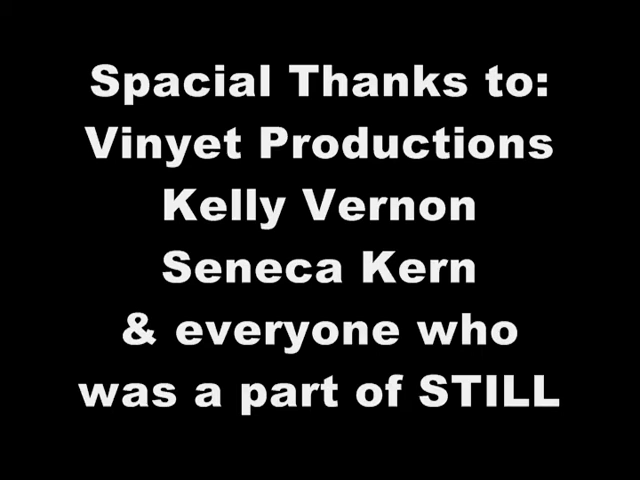 Spacial Thanks to:
Vinyet Productions
Kelly Vernon
Seneca Kern
& everyone who
was a part of STILL